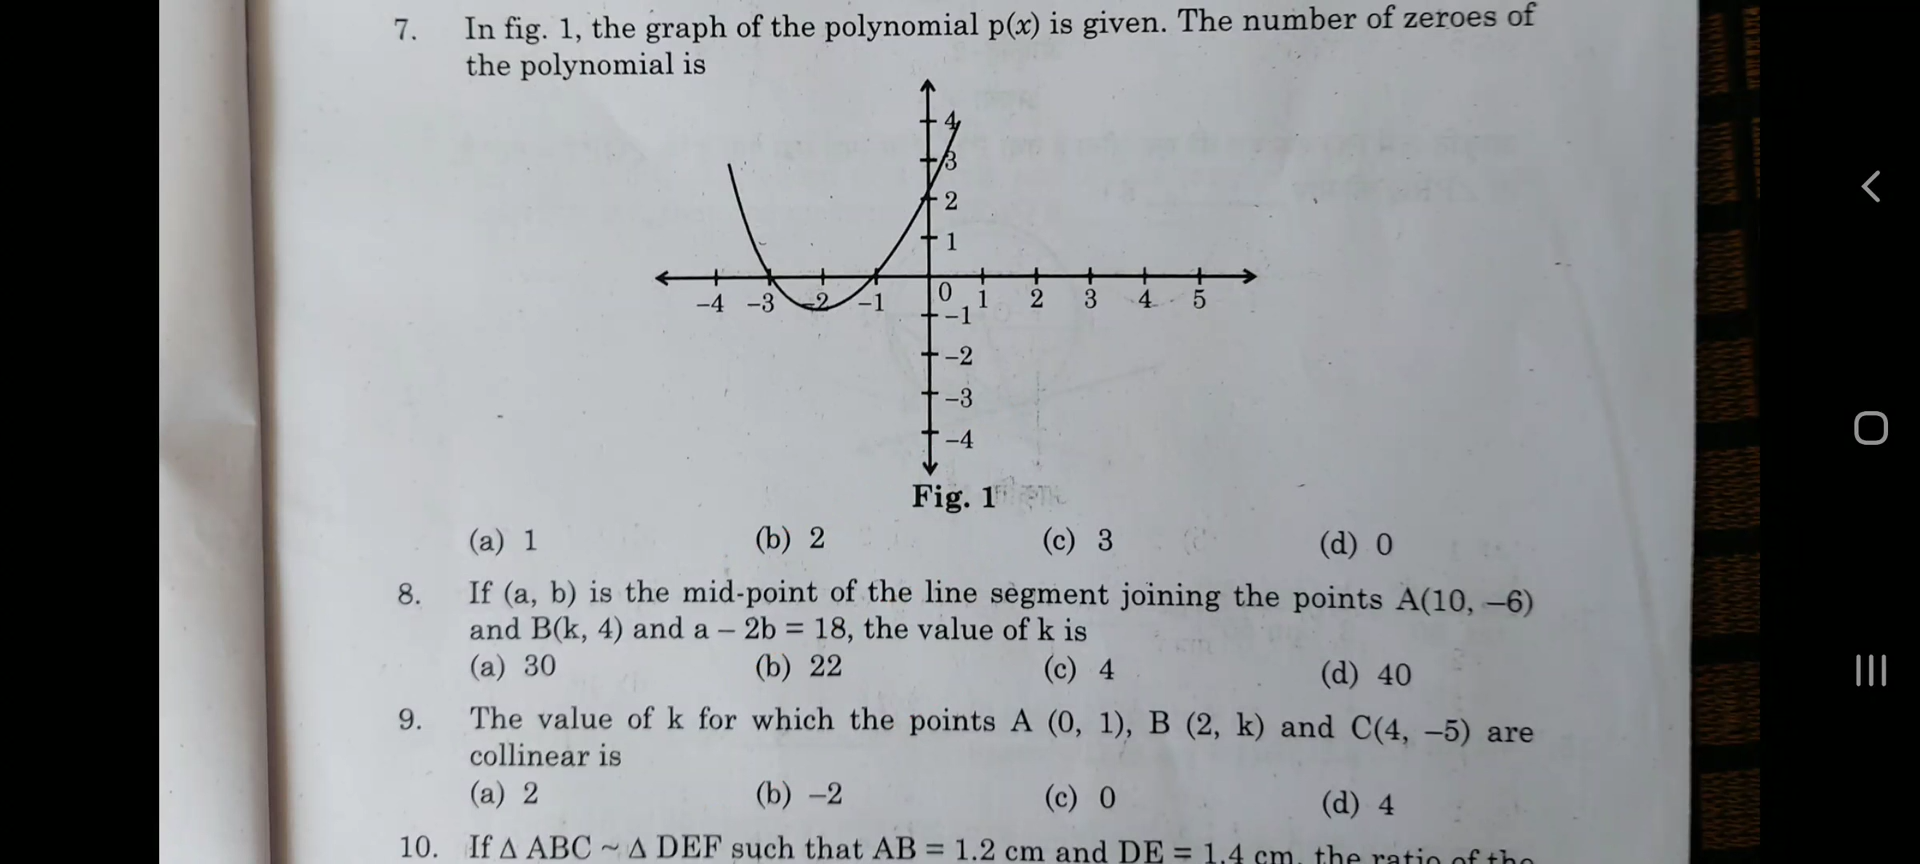 7. In fig. 1, the graph of the polynomial p(x) is given. The number of zeroes of
the polynomial is
4
3
2
1
−4 −3 −2 −1 0 1 2 3 4 5
−1
−2
−3
−4
Fig. 1
(a) 1 (b) 2 (c) 3 (d) 0
8. If (a, b) is the mid-point of the line segment joining the points A(10, −6)
and B(k, 4) and a − 2b = 18, the value of k is
(a) 30 (b) 22 (c) 4 (d) 40
9. The value of k for which the points A (0, 1), B (2, k) and C(4, −5) are
collinear is
(a) 2 (b) −2 (c) 0 (d) 4
10. If Δ ABC ~ Δ DEF such that AB = 1.2 cm and DE = 1.4 cm, the ratio of the